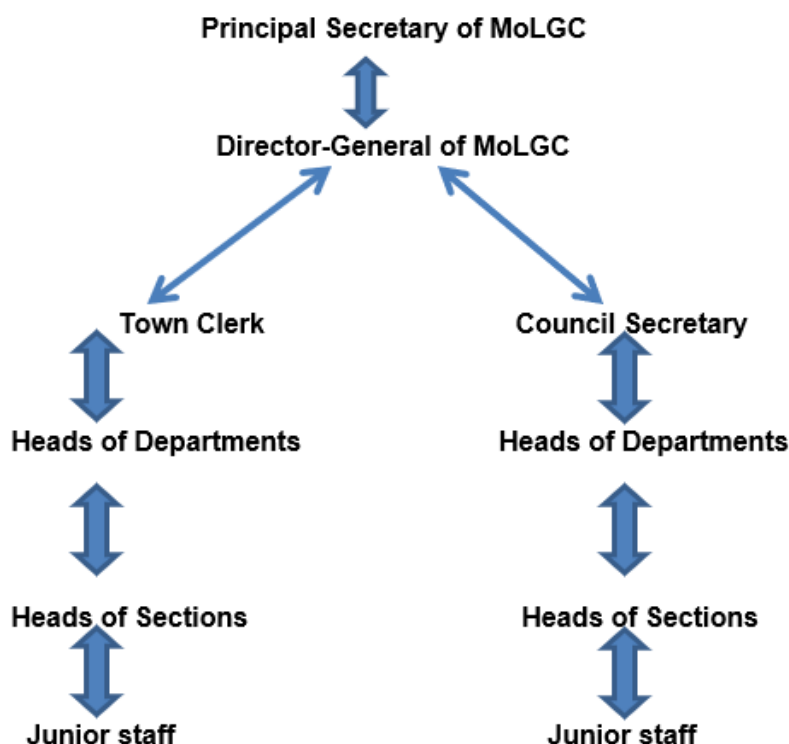 Principal Secretary of MoLGC
Director-General of MoLGC
Town Clerk
Council Secretary
Heads of Departments
Heads of Departments
Heads of Sections
Heads of Sections
Junior staff
Junior staff